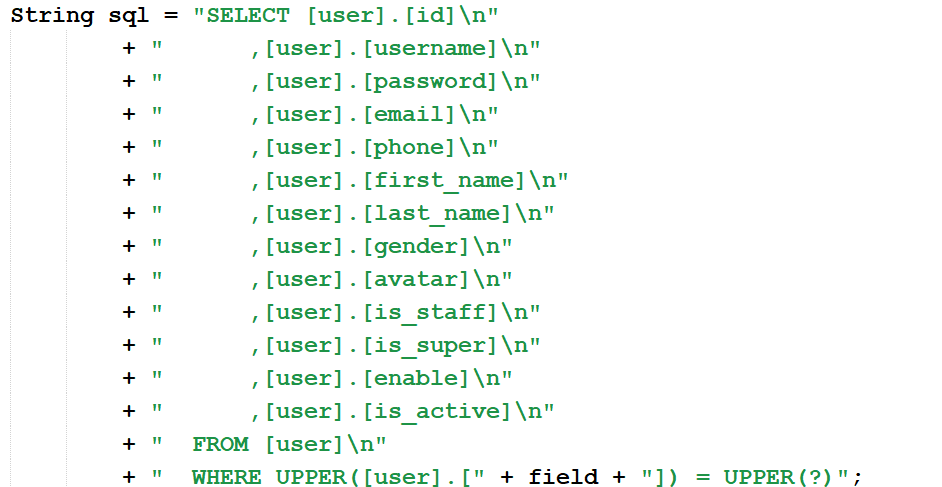 String sql = "SELECT [user].[id]\n"
+ "      ,[user].[username]\n"
+ "      ,[user].[password]\n"
+ "      ,[user].[email]\n"
+ "      ,[user].[phone]\n"
+ "      ,[user].[first_name]\n"
+ "      ,[user].[last_name]\n"
+ "      ,[user].[gender]\n"
+ "      ,[user].[avatar]\n"
+ "      ,[user].[is_staff]\n"
+ "      ,[user].[is_super]\n"
+ "      ,[user].[enable]\n"
+ "      ,[user].[is_active]\n"
+ "  FROM [user]\n"
+ "  WHERE UPPER([user].[" + field + "]) = UPPER(?)";